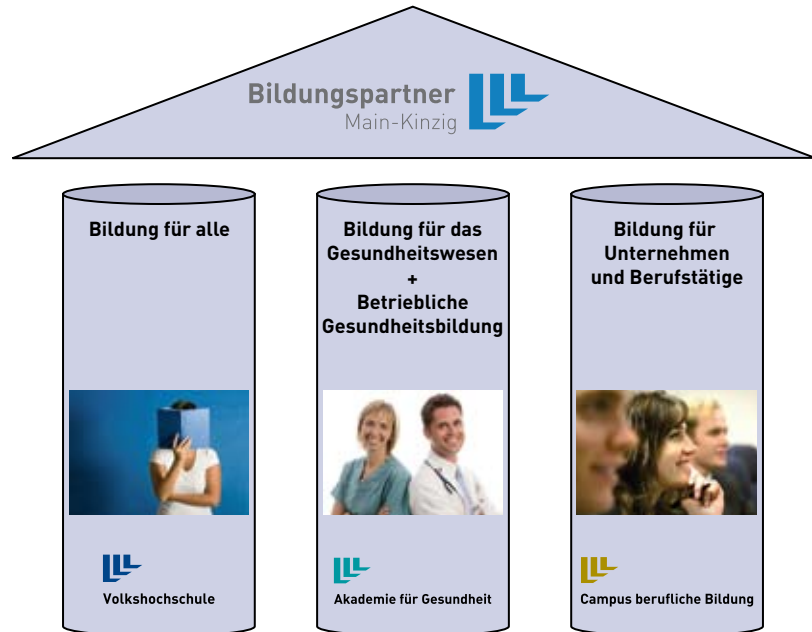 Bildungspartner
Main-Kinzig
Bildung für alle
Bildung für das
Gesundheitswesen
+
Betriebliche
Gesundheitsbildung
Bildung für
Unternehmen
und Berufstätige
Volkshochschule
Akademie für Gesundheit
Campus berufliche Bildung